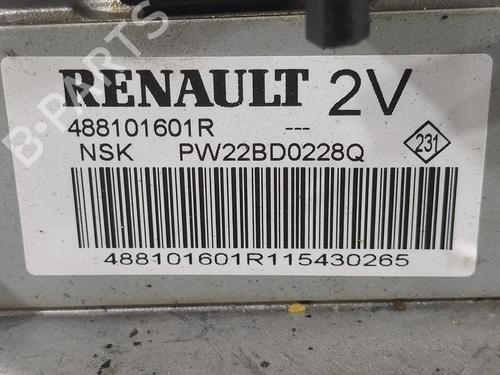 B-PARTS
RENAULT 2V
488101601R ---
NSK PW22BD0228Q 231
488101601R115430265